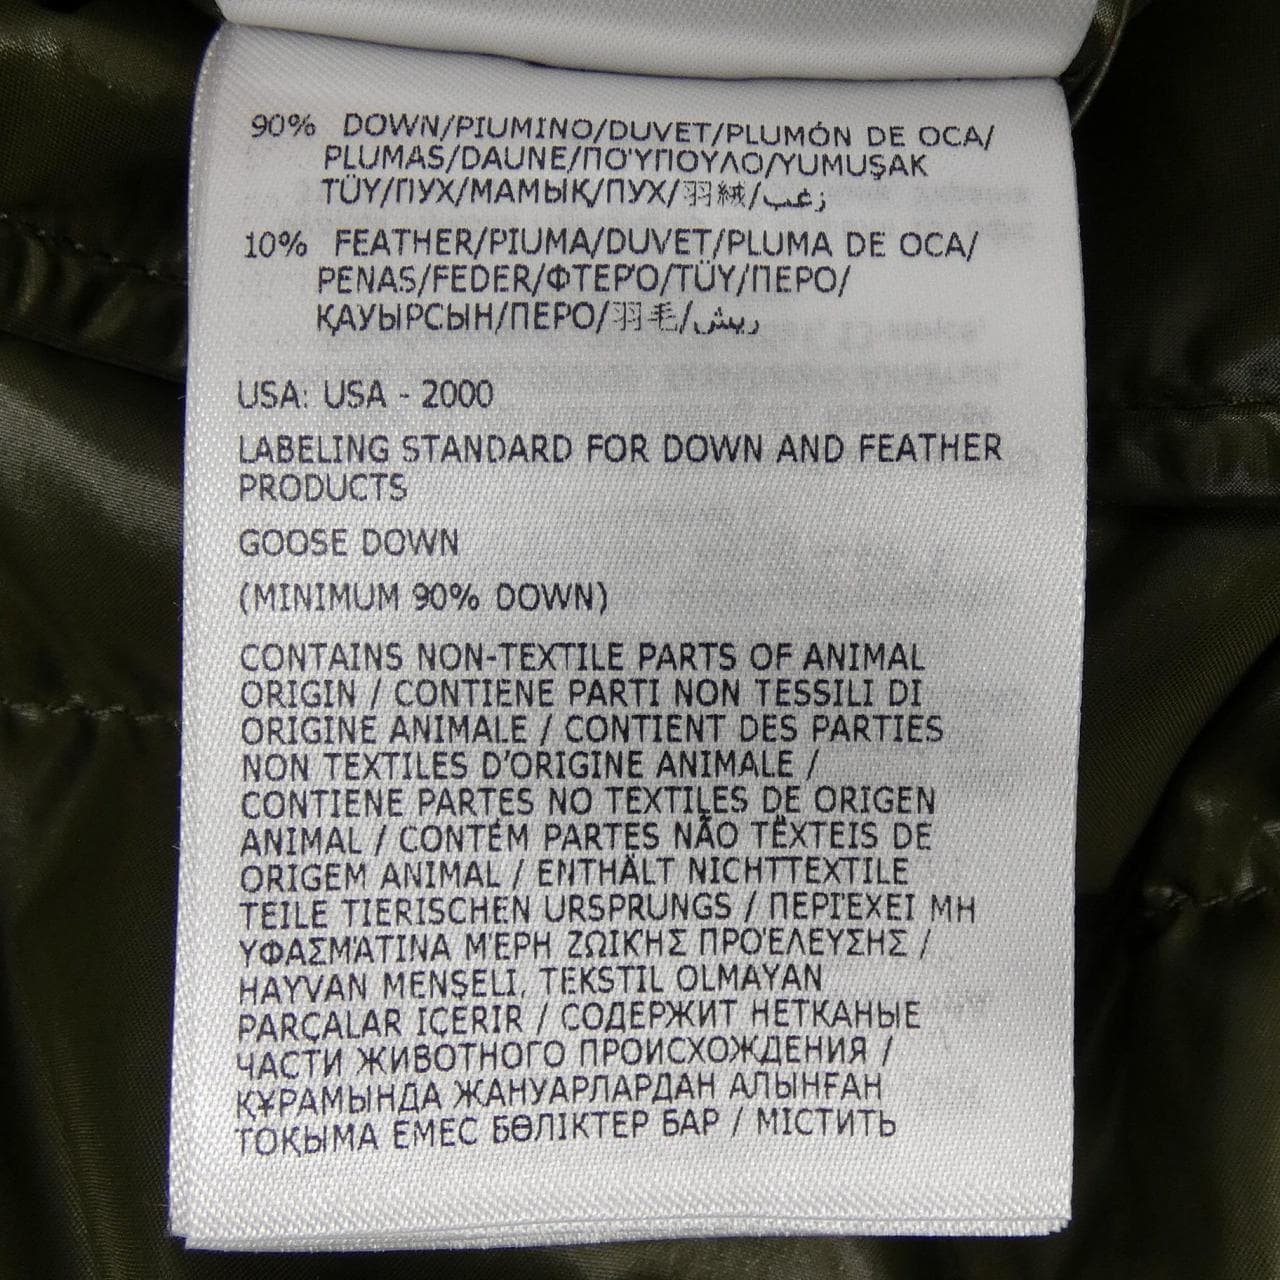 90% DOWN/PIUMINO/DUVET/PLUMÓN DE OCA/
PLUMAS/DAUNE/ΠΟΎΠΟΥΛΟ/YUMUŞAK
TÜY/ПУХ/МАМЫҚ/ПУХ/羽絨/زغب
10% FEATHER/PIUMA/DUVET/PLUMA DE OCA/
PENAS/FEDER/ΦΤΕΡΌ/TÜY/ПЕРО/
ҚАУЫРСЫН/ПЕРО/羽毛/ريش
USA: USA - 2000
LABELING STANDARD FOR DOWN AND FEATHER
PRODUCTS
GOOSE DOWN
(MINIMUM 90% DOWN)
CONTAINS NON-TEXTILE PARTS OF ANIMAL
ORIGIN / CONTIENE PARTI NON TESSILI DI
ORIGINE ANIMALE / CONTIENT DES PARTIES
NON TEXTILES D'ORIGINE ANIMALE /
CONTIENE PARTES NO TEXTILES DE ORIGEN
ANIMAL / CONTÉM PARTES NÃO TËXTEIS DE
ORIGEM ANIMAL / ENTHÄLT NICHTTEXTILE
TEILE TIERISCHEN URSPRUNGS / ΠΕΡΙΈΧΕΙ ΜΗ
ΥΦΑΣΜΆΤΙΝΑ ΜΈΡΗ ΖΩΙΚΉΣ ΠΡΟΈΛΕΥΣΗΣ /
HAYVAN MENŞELI, TEKSTIL OLMAYAN
PARÇALAR IÇERIR / СОДЕРЖИТ НЕТКАНЫЕ
ЧАСТИ ЖИВОТНОГО ПРОИСХОЖДЕНИЯ /
ҚҰРАМЫНДА ЖАНУАРЛАРДАН АЛЫНҒАН
ТОҚЫМА ЕМЕС БӨЛІКТЕР БАР / МІСТИТЬ